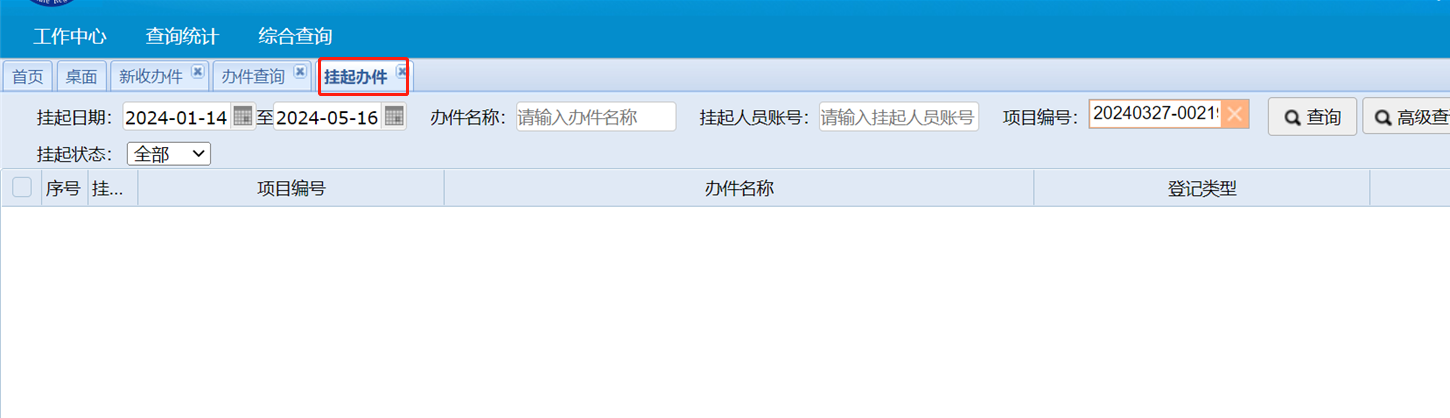 工作中心 查询统计 综合查询
首页 桌面 新收办件 办件查询 挂起办件
挂起日期: 2024-01-14 至 2024-05-16 办件名称: 请输入办件名称 挂起人员账号: 请输入挂起人员账号 项目编号: 20240327-0021 查询 高级查
挂起状态: 全部
序号 挂... 项目编号 办件名称 登记类型